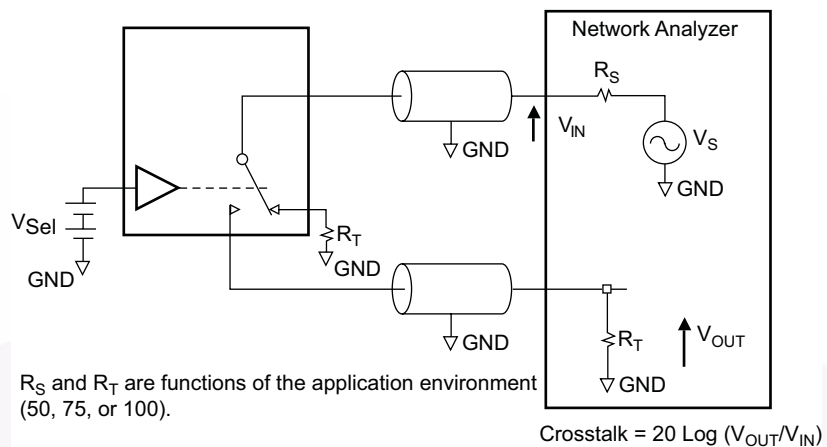 Network Analyzer
R_S
V_IN
GND
V_S
GND
V_Sel
GND
R_T
GND
GND
R_T
V_OUT
GND
R_S and R_T are functions of the application environment
(50, 75, or 100).
Crosstalk = 20 Log (V_OUT/V_IN)